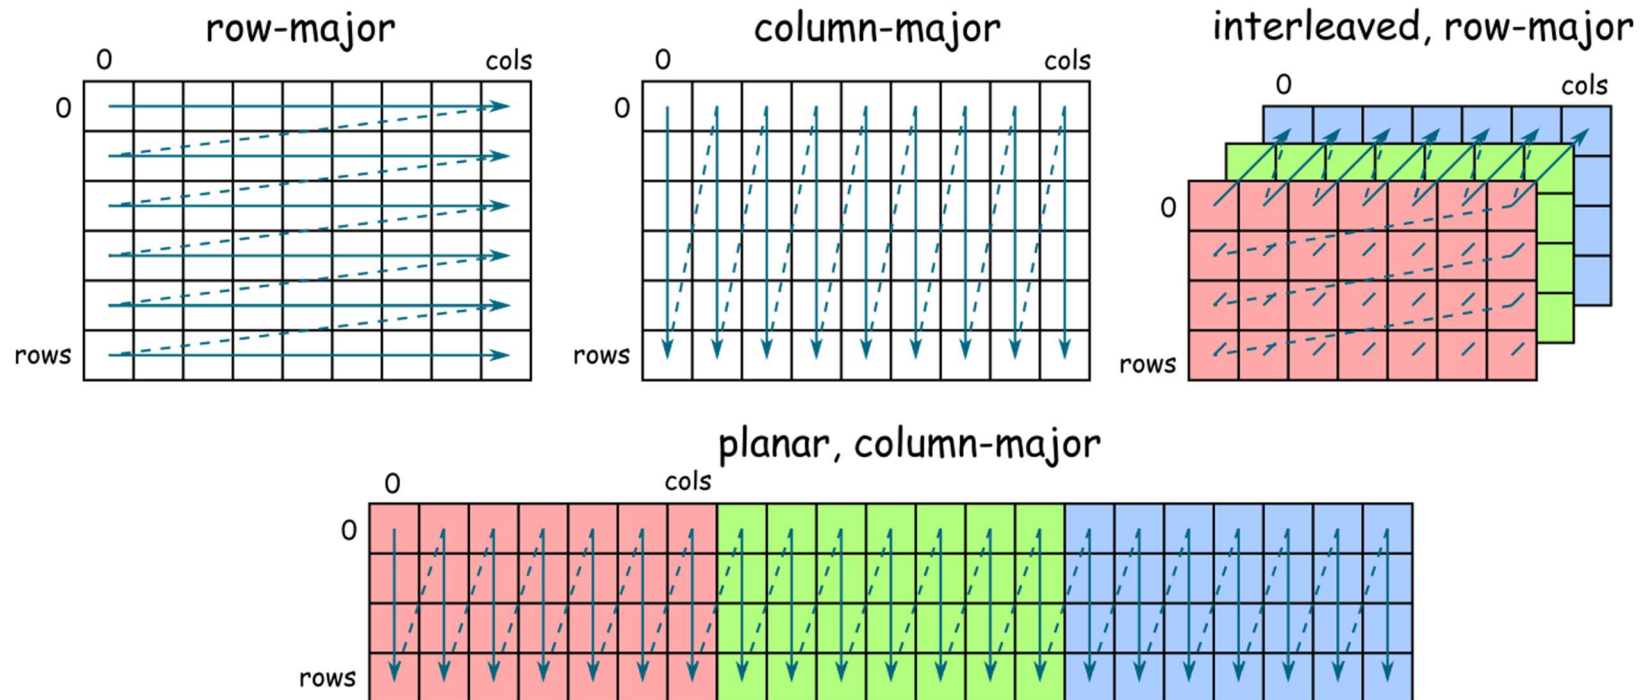 row-major
0 cols
0
rows
column-major
0 cols
0
rows
interleaved, row-major
0 cols
0
rows
planar, column-major
0 cols
0
rows